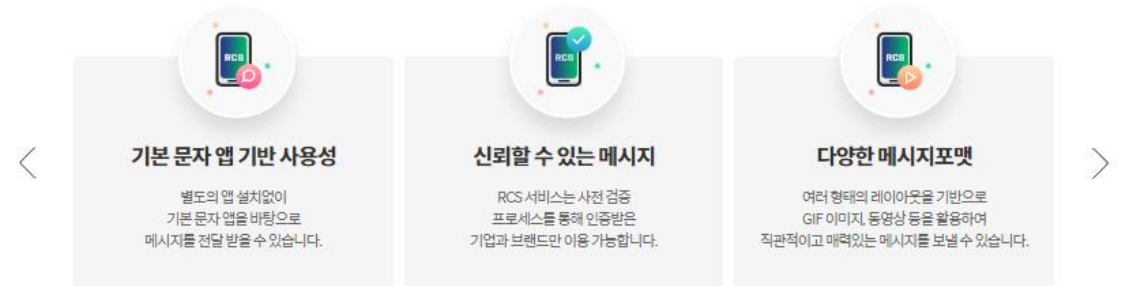 RCS
기본 문자 앱 기반 사용성
별도의 앱 설치없이
기본 문자 앱을 바탕으로
메시지를 전달 받을 수 있습니다.
RCS
신뢰할 수 있는 메시지
RCS 서비스는 사전 검증
프로세스를 통해 인증받은
기업과 브랜드만 이용 가능합니다.
RCS
다양한 메시지포맷
여러 형태의 레이아웃을 기반으로
GIF 이미지, 동영상 등을 활용하여
직관적이고 매력있는 메시지를 보낼 수 있습니다.